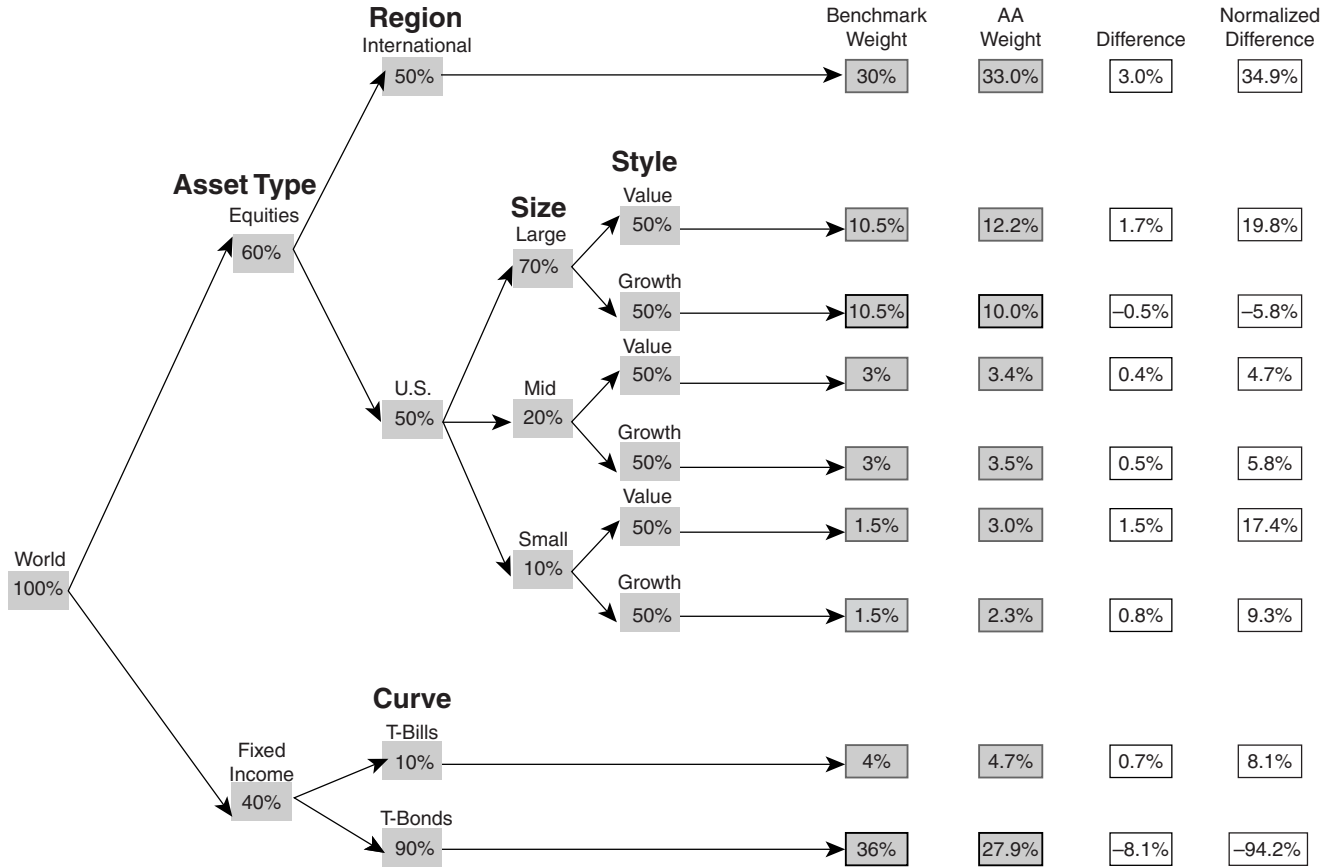 Region
International
50%
Benchmark Weight
AA Weight
Difference
Normalized Difference
30%
33.0%
3.0%
34.9%
Asset Type
Equities
60%
Size
Large
70%
Style
Value
50%
10.5%
12.2%
1.7%
19.8%
Growth
50%
10.5%
10.0%
–0.5%
–5.8%
U.S.
50%
Mid
20%
Value
50%
3%
3.4%
0.4%
4.7%
Growth
50%
3%
3.5%
0.5%
5.8%
World
100%
Small
10%
Value
50%
1.5%
3.0%
1.5%
17.4%
Growth
50%
1.5%
2.3%
0.8%
9.3%
Fixed
Income
40%
Curve
T-Bills
10%
4%
4.7%
0.7%
8.1%
T-Bonds
90%
36%
27.9%
–8.1%
–94.2%